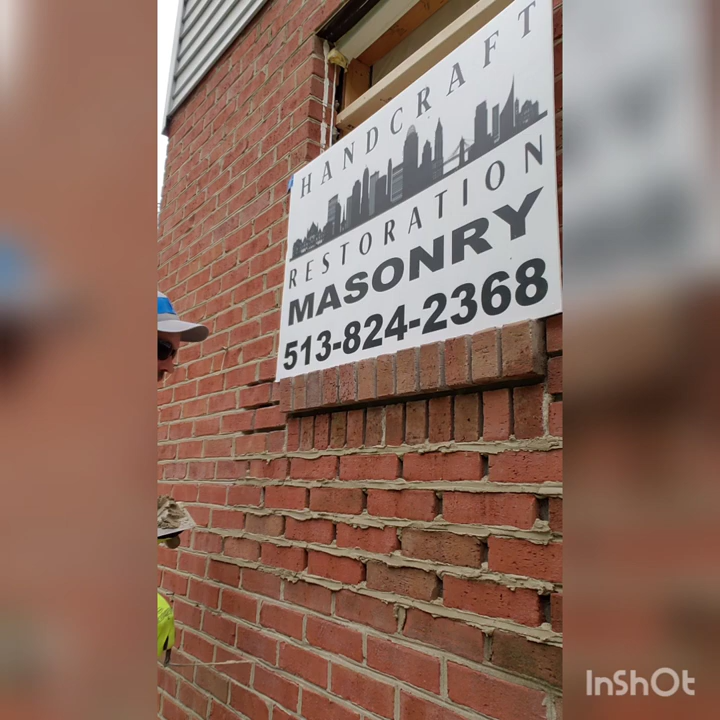 HANDCRAFT
RESTORATION
MASONRY
513-824-2368
InShOt